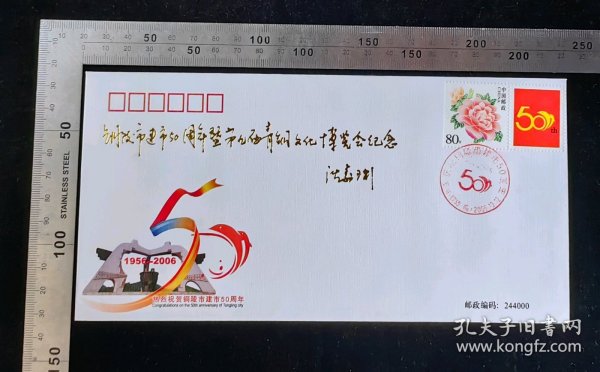 50 100 150 200 250
50 100 150
STAINLESS STEEL
中国邮政
80分
50th
铜陵市建市50周年暨第九届青铜文化博览会纪念
50
1956-2006
热烈祝贺铜陵市建市50周年
Congratulations on the 50th anniversary of Tongling city
邮政编码: 244000
孔夫子旧书网
book.kongfz.com